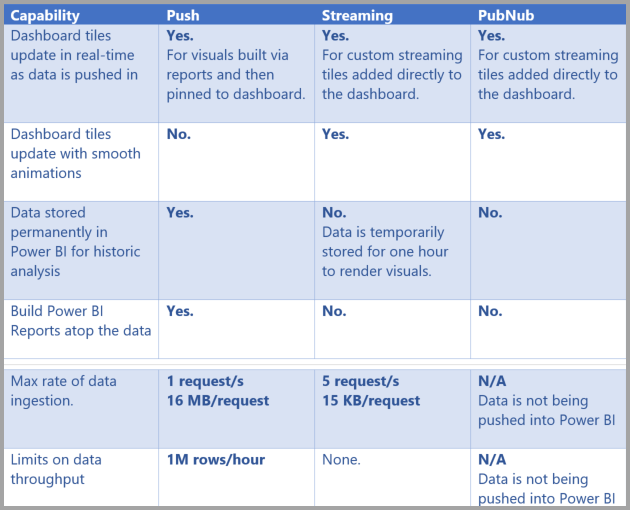 Capability Push Streaming PubNub
Dashboard tiles
update in real-time
as data is pushed in
Yes.
For visuals built via
reports and then
pinned to dashboard.
Yes.
For custom streaming
tiles added directly to
the dashboard.
Yes.
For custom streaming
tiles added directly to
the dashboard.
Dashboard tiles
update with smooth
animations
No.
Yes.
Yes.
Data stored
permanently in
Power BI for historic
analysis
Yes.
No.
Data is temporarily
stored for one hour
to render visuals.
No.
Build Power BI
Reports atop the data
Yes.
No.
No.
Max rate of data
ingestion.
1 request/s
16 MB/request
5 request/s
15 KB/request
N/A
Data is not being
pushed into Power BI
Limits on data
throughput
1M rows/hour
None.
N/A
Data is not being
pushed into Power BI